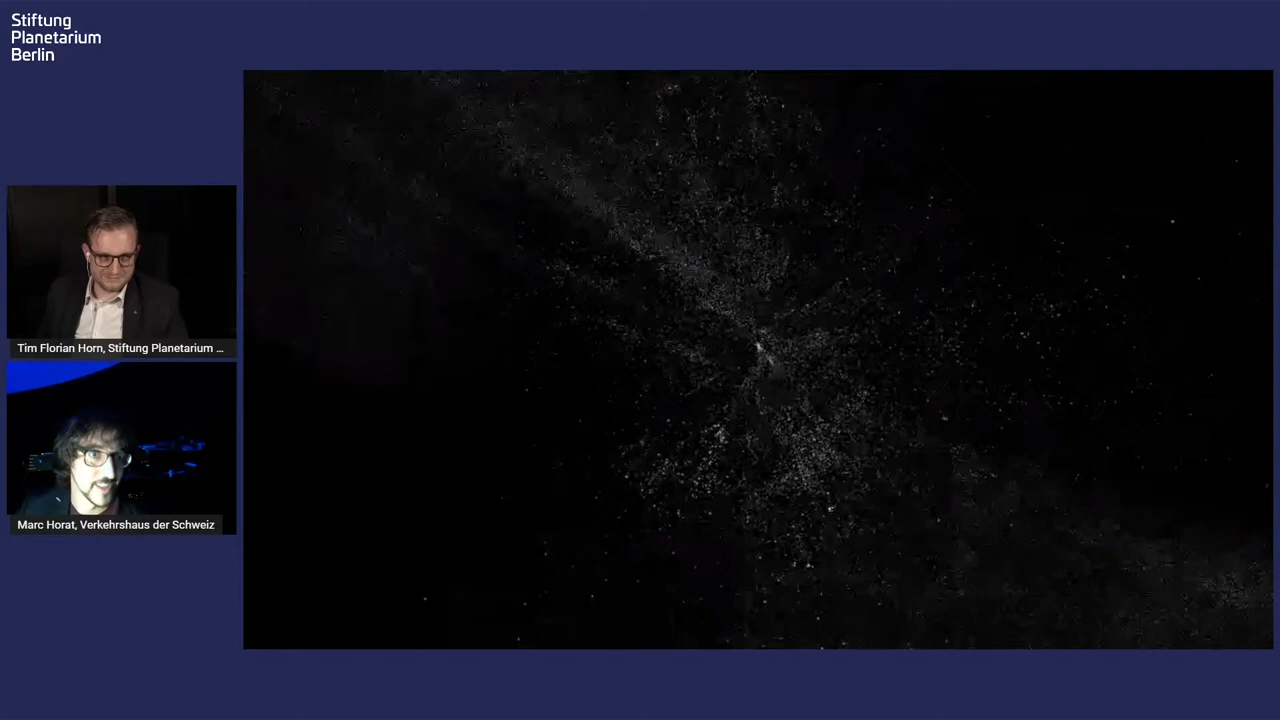 Stiftung
Planetarium
Berlin
Tim Florian Horn, Stiftung Planetarium ...
Marc Horat, Verkehrshaus der Schweiz